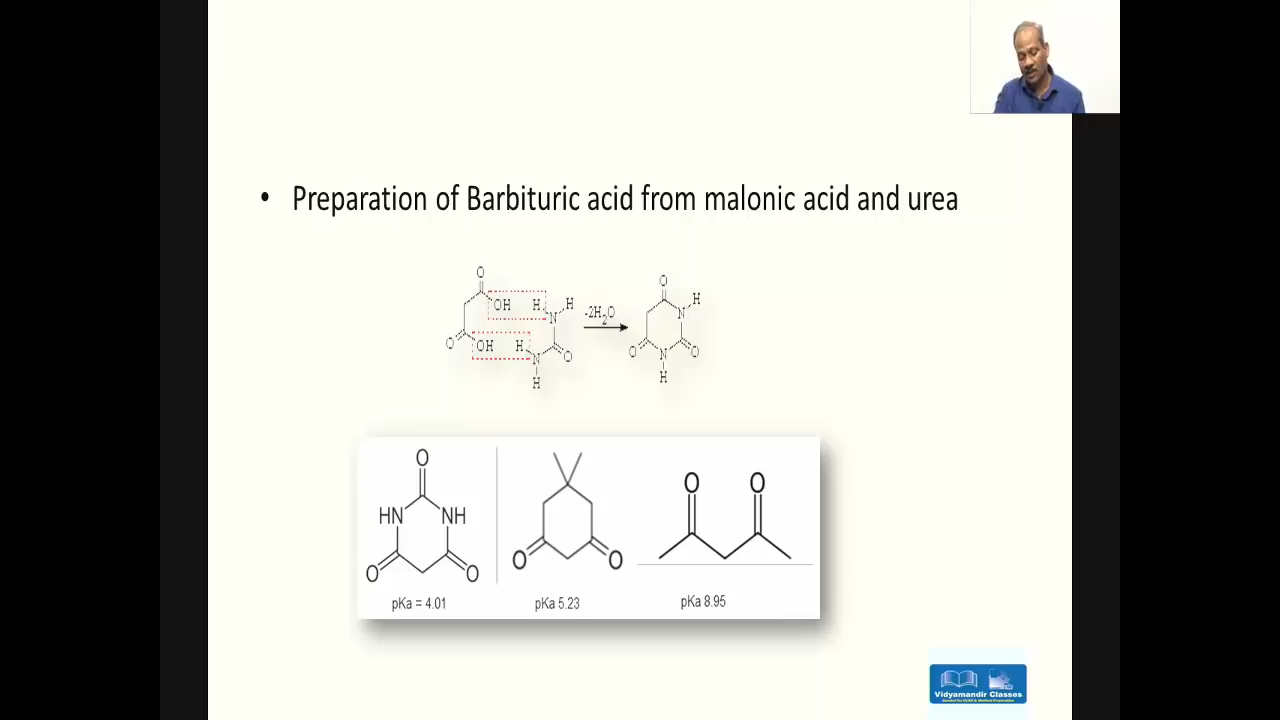 • Preparation of Barbituric acid from malonic acid and urea
O
OH H H
N
-2H₂O
O OH H
N O
H
O
H
N
O N O
H
O
HN NH
O O
pKa = 4.01
O O
pKa 5.23
O O
pKa 8.95
Vidyamandir Classes